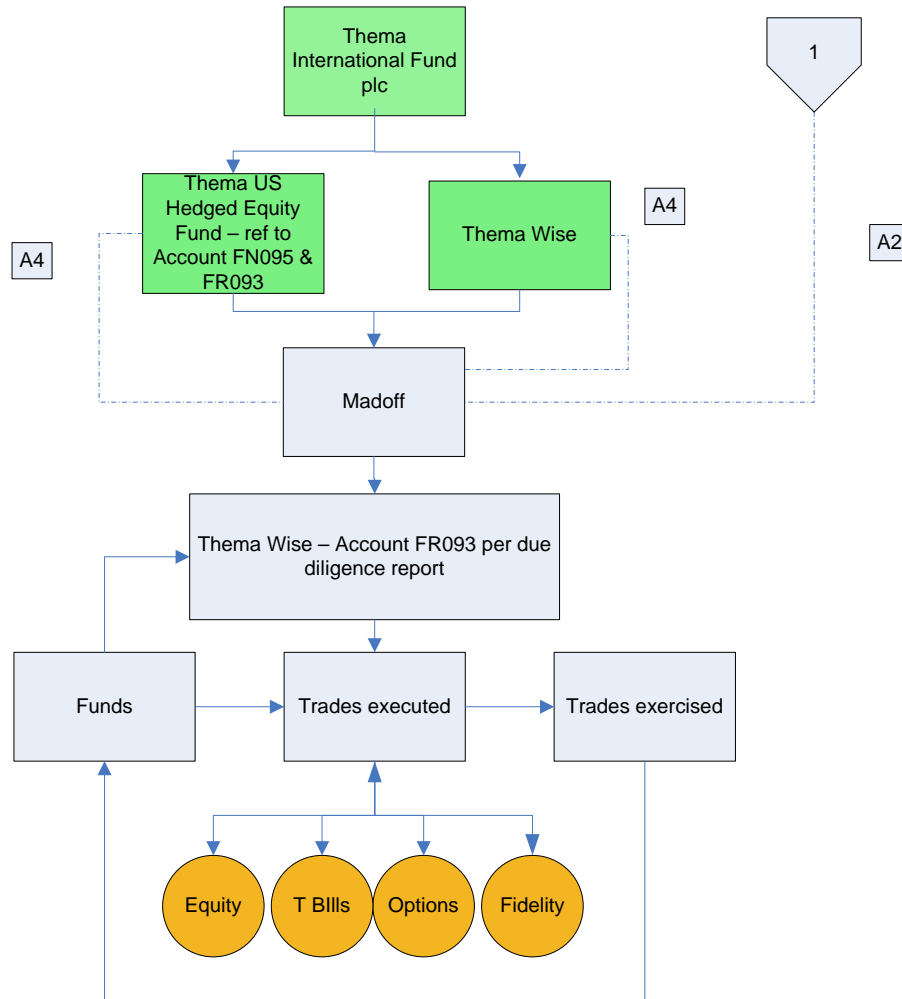 Thema
International Fund
plc
1
Thema US
Hedged Equity
Fund – ref to
Account FN095 &
FR093
Thema Wise
A4
A4
A2
Madoff
Thema Wise – Account FR093 per due
diligence report
Funds
Trades executed
Trades exercised
Equity
T BIlls
Options
Fidelity